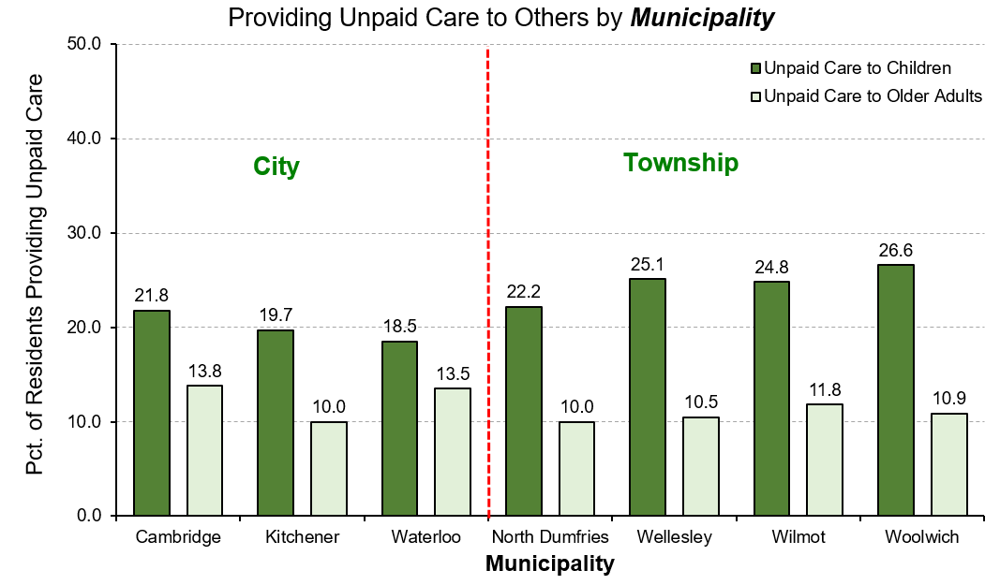 Providing Unpaid Care to Others by Municipality
Pct. of Residents Providing Unpaid Care
50.0
40.0
30.0
20.0
10.0
0.0
Unpaid Care to Children
Unpaid Care to Older Adults
City
Township
21.8
13.8
19.7
10.0
18.5
13.5
22.2
10.0
25.1
10.5
24.8
11.8
26.6
10.9
Cambridge
Kitchener
Waterloo
North Dumfries
Wellesley
Wilmot
Woolwich
Municipality